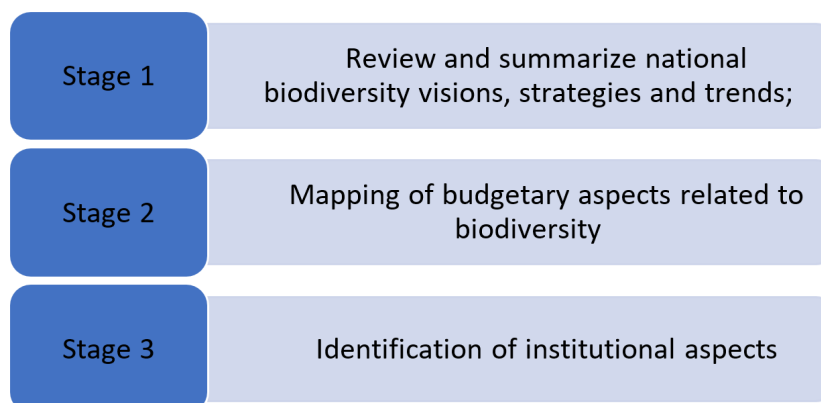 Stage 1
Review and summarize national
biodiversity visions, strategies and trends;
Stage 2
Mapping of budgetary aspects related to
biodiversity
Stage 3
Identification of institutional aspects